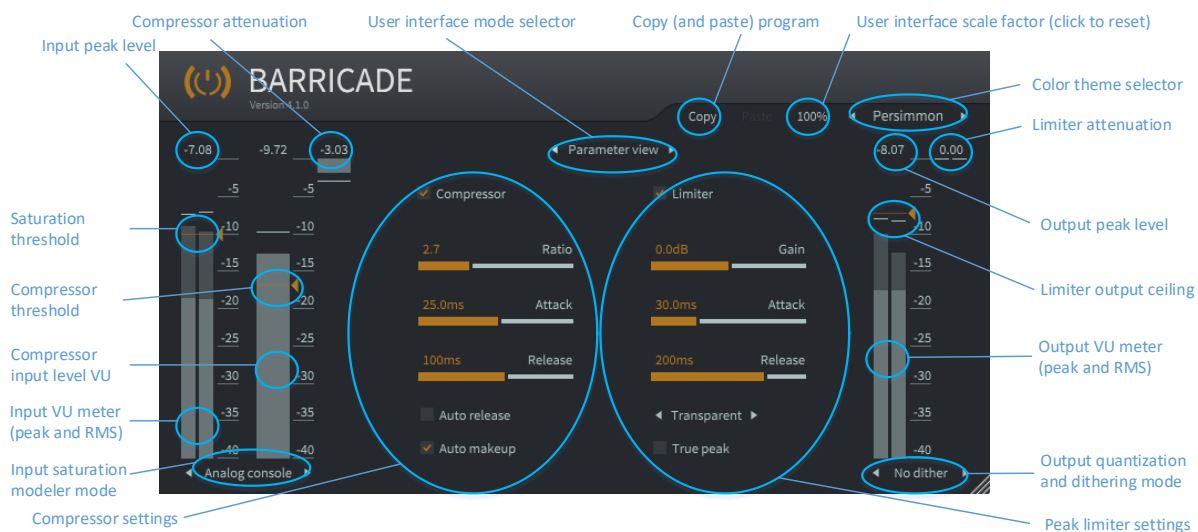 Compressor attenuation
User interface mode selector
Copy (and paste) program
User interface scale factor (click to reset)
Input peak level
BARRICADE
Version 4.1.0
Color theme selector
Copy
Paste
100%
Persimmon
Limiter attenuation
-7.08
-9.72
-3.03
Parameter view
-8.07
0.00
-5
-5
Compressor
Limiter
-5
Saturation
threshold
-10
-10
-10
Output peak level
2.7
Ratio
0.0dB
Gain
-15
-15
-15
Compressor
threshold
-20
-20
25.0ms
Attack
30.0ms
Attack
-20
Limiter output ceiling
-25
-25
-25
Compressor
input level VU
100ms
Release
200ms
Release
Output VU meter
(peak and RMS)
-30
-30
-30
Input VU meter
(peak and RMS)
-35
-35
Auto release
Transparent
-35
-40
-40
Auto makeup
True peak
-40
Input saturation
modeler mode
Analog console
No dither
Output quantization
and dithering mode
Compressor settings
Peak limiter settings